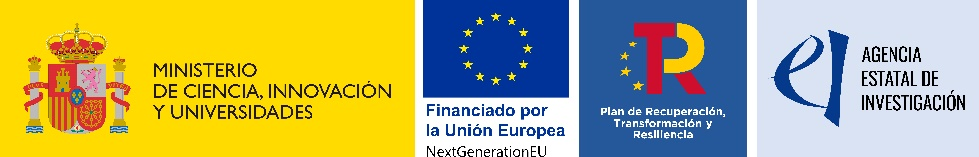 MINISTERIO
DE CIENCIA, INNOVACIÓN
Y UNIVERSIDADES
Financiado por
la Unión Europea
NextGenerationEU
Plan de Recuperación,
Transformación y
Resiliencia
AGENCIA
ESTATAL DE
INVESTIGACIÓN